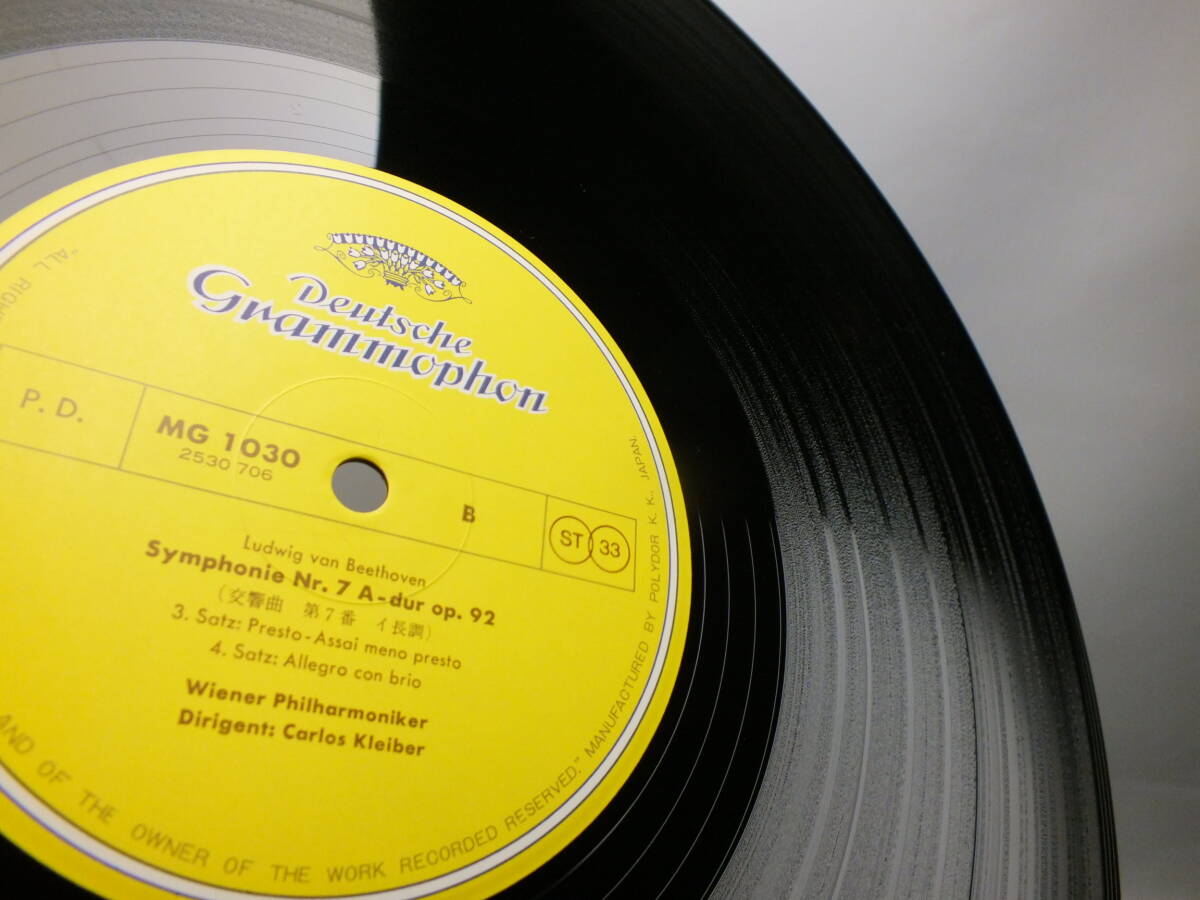 Deutsche
Grammophon
P. D.
MG 1030
2530 706
B
ST 33
Ludwig van Beethoven
Symphonie Nr. 7 A-dur op. 92
(交響曲 第7番 イ長調)
3. Satz: Presto-Assai meno presto
4. Satz: Allegro con brio
Wiener Philharmoniker
Dirigent: Carlos Kleiber
"ALL
AND OF THE OWNER OF THE WORK RECORDED RESERVED." MANUFACTURED BY POLYDOR K. K., JAPAN.